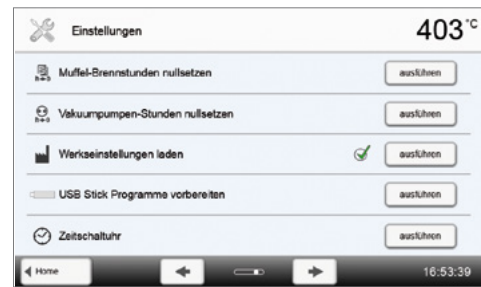 Einstellungen
403 °C
Muffel-Brennstunden nullsetzen
ausführen
Vakuumpumpen-Stunden nullsetzen
ausführen
Werkseinstellungen laden
ausführen
USB Stick Programme vorbereiten
ausführen
Zeitschaltuhr
ausführen
Home
16:53:39